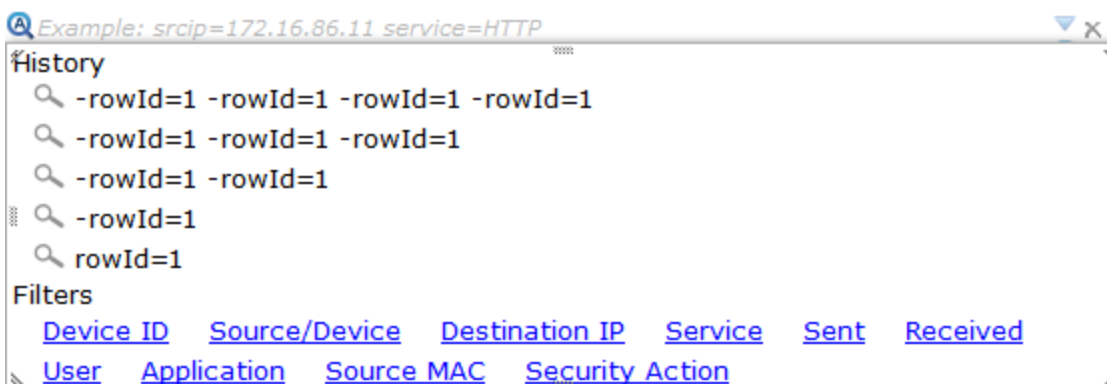 Example: srcip=172.16.86.11 service=HTTP
History
-rowId=1 -rowId=1 -rowId=1 -rowId=1
-rowId=1 -rowId=1 -rowId=1
-rowId=1 -rowId=1
-rowId=1
rowId=1
Filters
Device ID Source/Device Destination IP Service Sent Received
User Application Source MAC Security Action